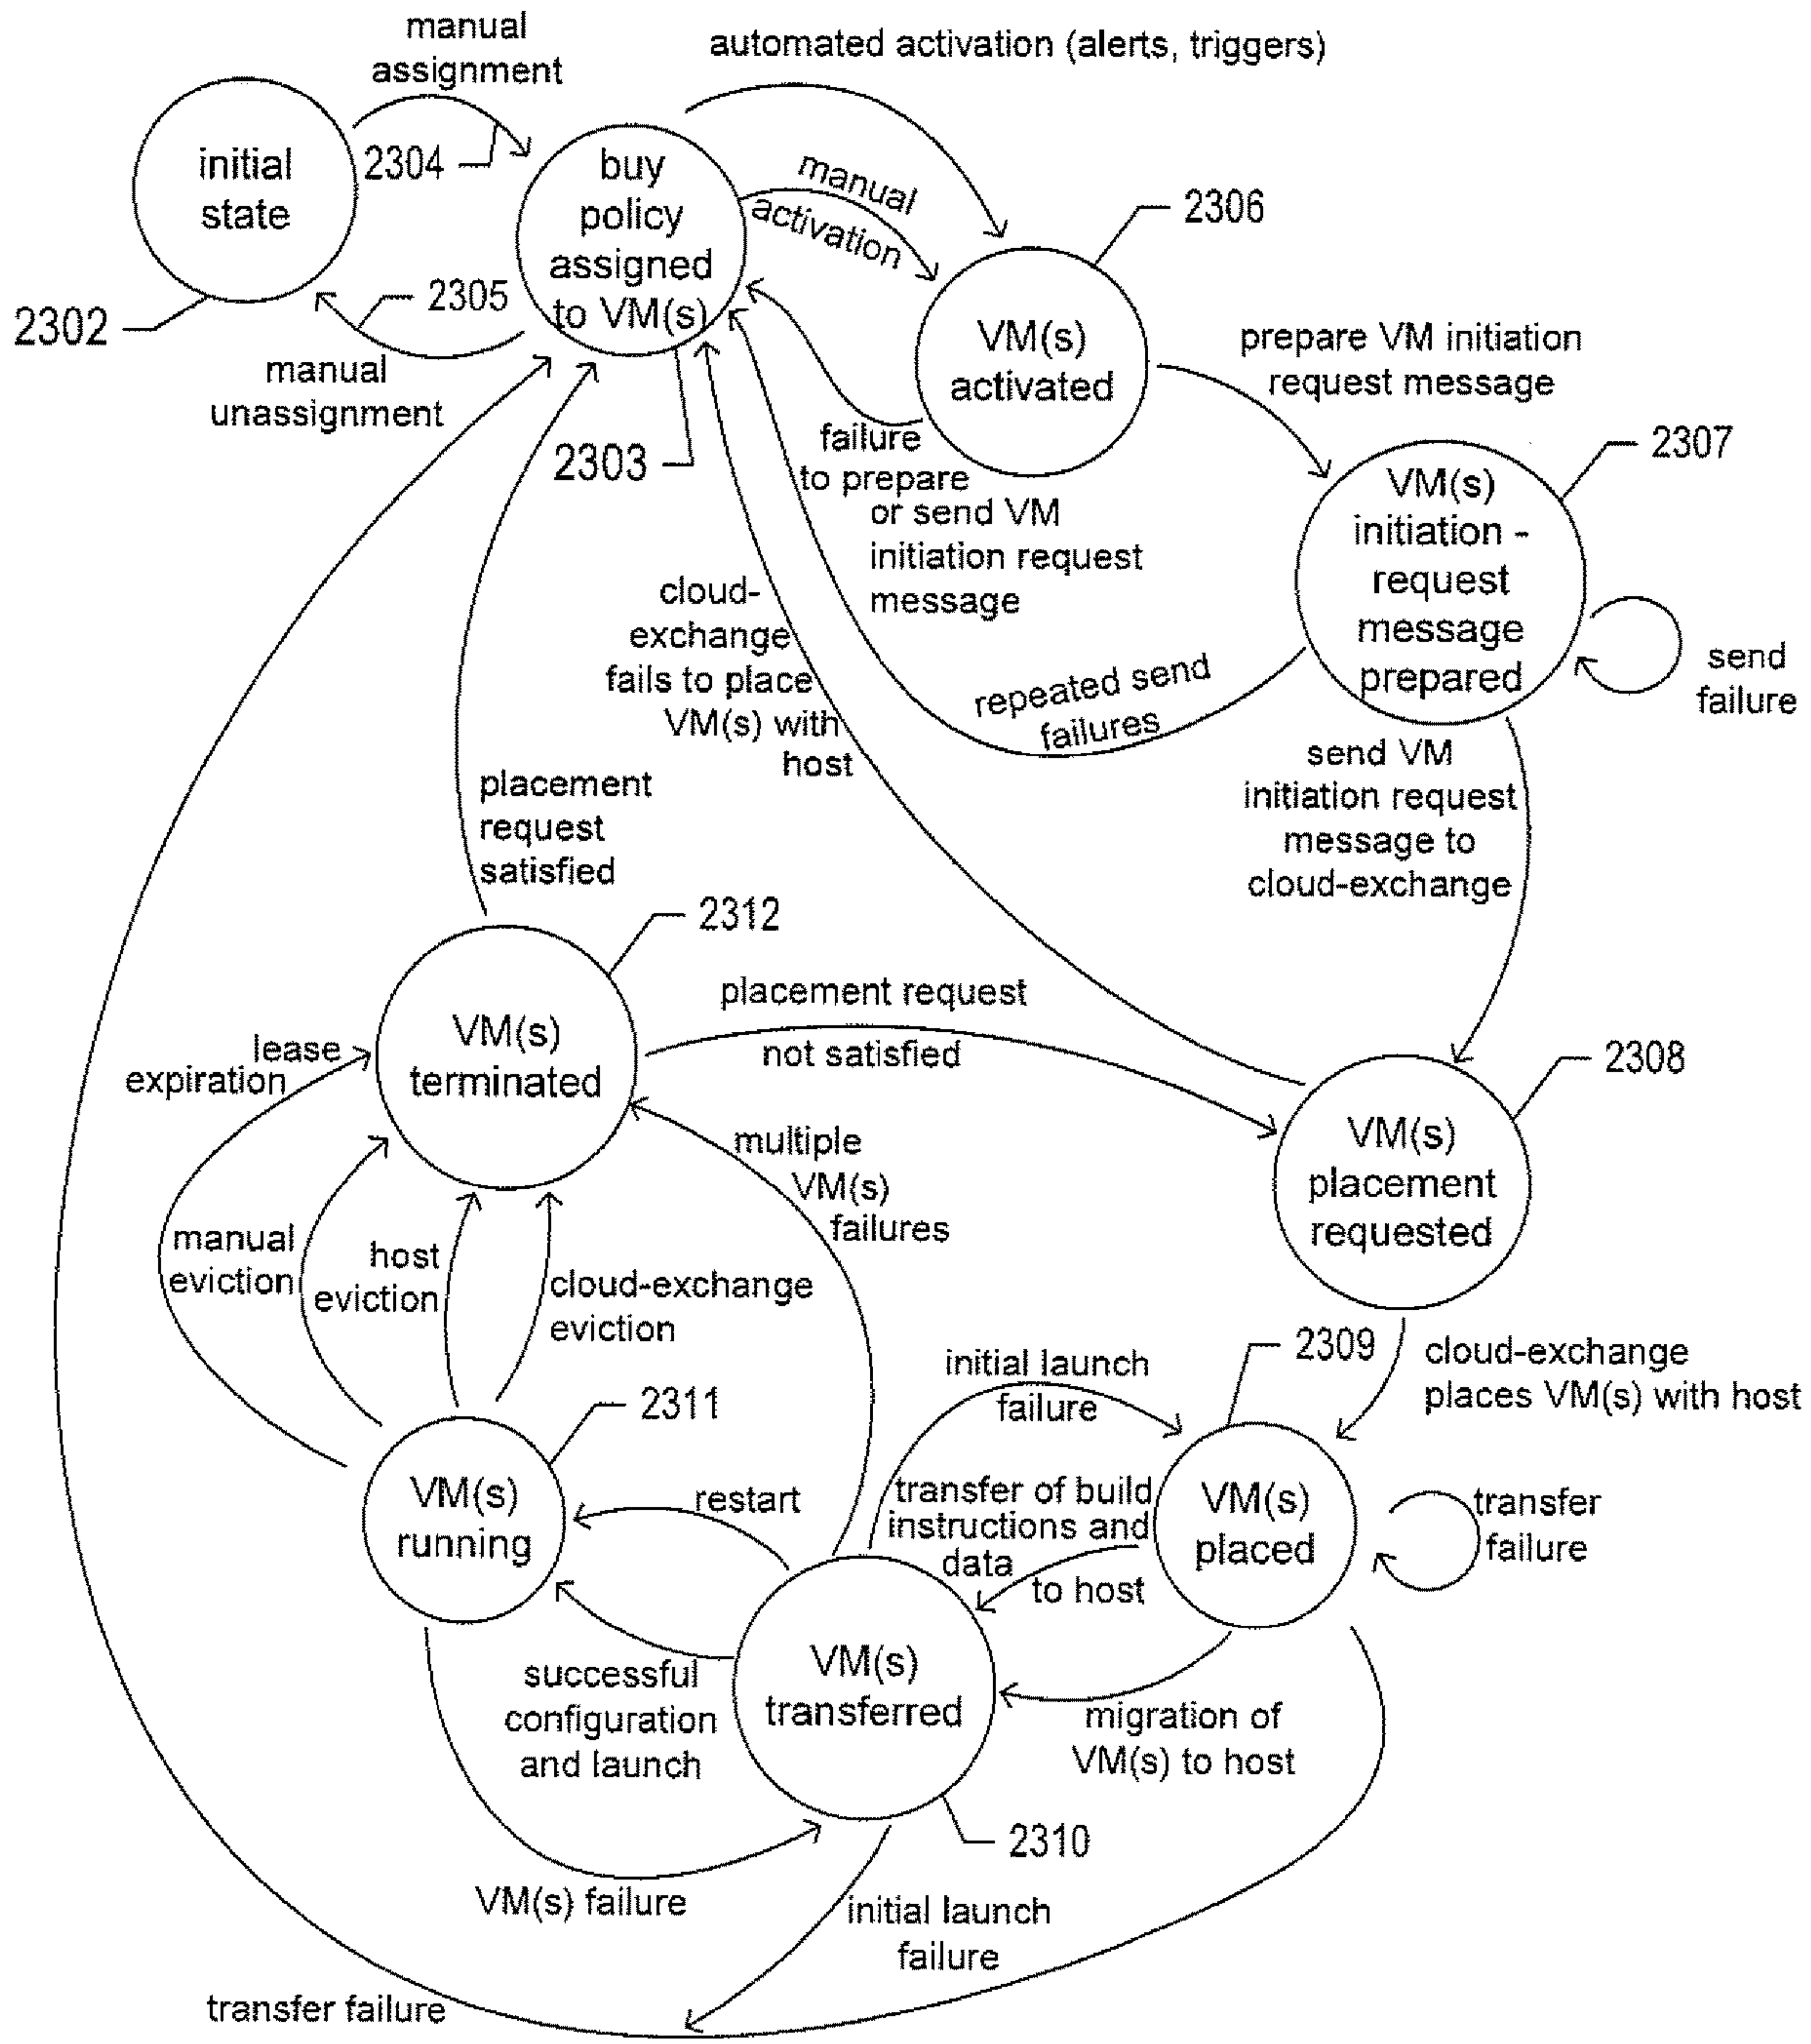 manual
assignment
automated activation (alerts, triggers)
initial
state
2304
buy
policy
assigned
to VM(s)
manual
activation
2306
2302
2305
manual
unassignment
2303
VM(s)
activated
prepare VM initiation
request message
failure
to prepare
or send VM
initiation request
message
2307
VM(s)
initiation -
request
message
prepared
send
failure
cloud-
exchange
fails to place
VM(s) with
host
repeated send
failures
send VM
initiation request
message to
cloud-exchange
placement
request
satisfied
2312
VM(s)
terminated
placement request
not satisfied
2308
VM(s)
placement
requested
lease
expiration
manual
eviction
host
eviction
cloud-exchange
eviction
multiple
VM(s)
failures
2311
VM(s)
running
initial launch
failure
2309
cloud-exchange
places VM(s) with host
restart
transfer of build
instructions and
data
to host
VM(s)
placed
transfer
failure
successful
configuration
and launch
VM(s)
transferred
migration of
VM(s) to host
2310
VM(s) failure
initial launch
failure
transfer failure